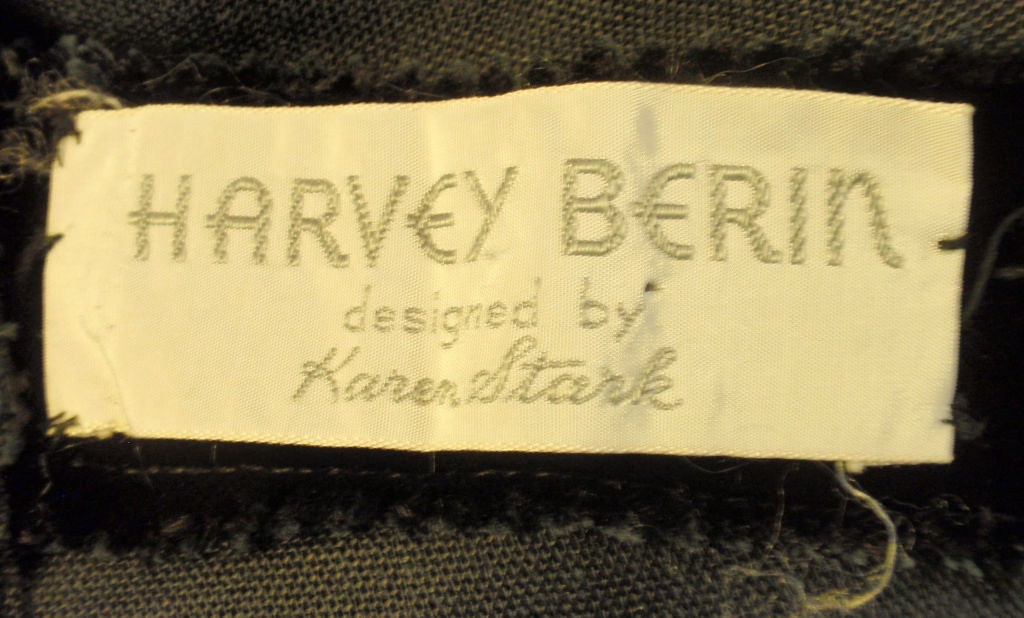 HARVEY BERIN
designed by
Karen Stark